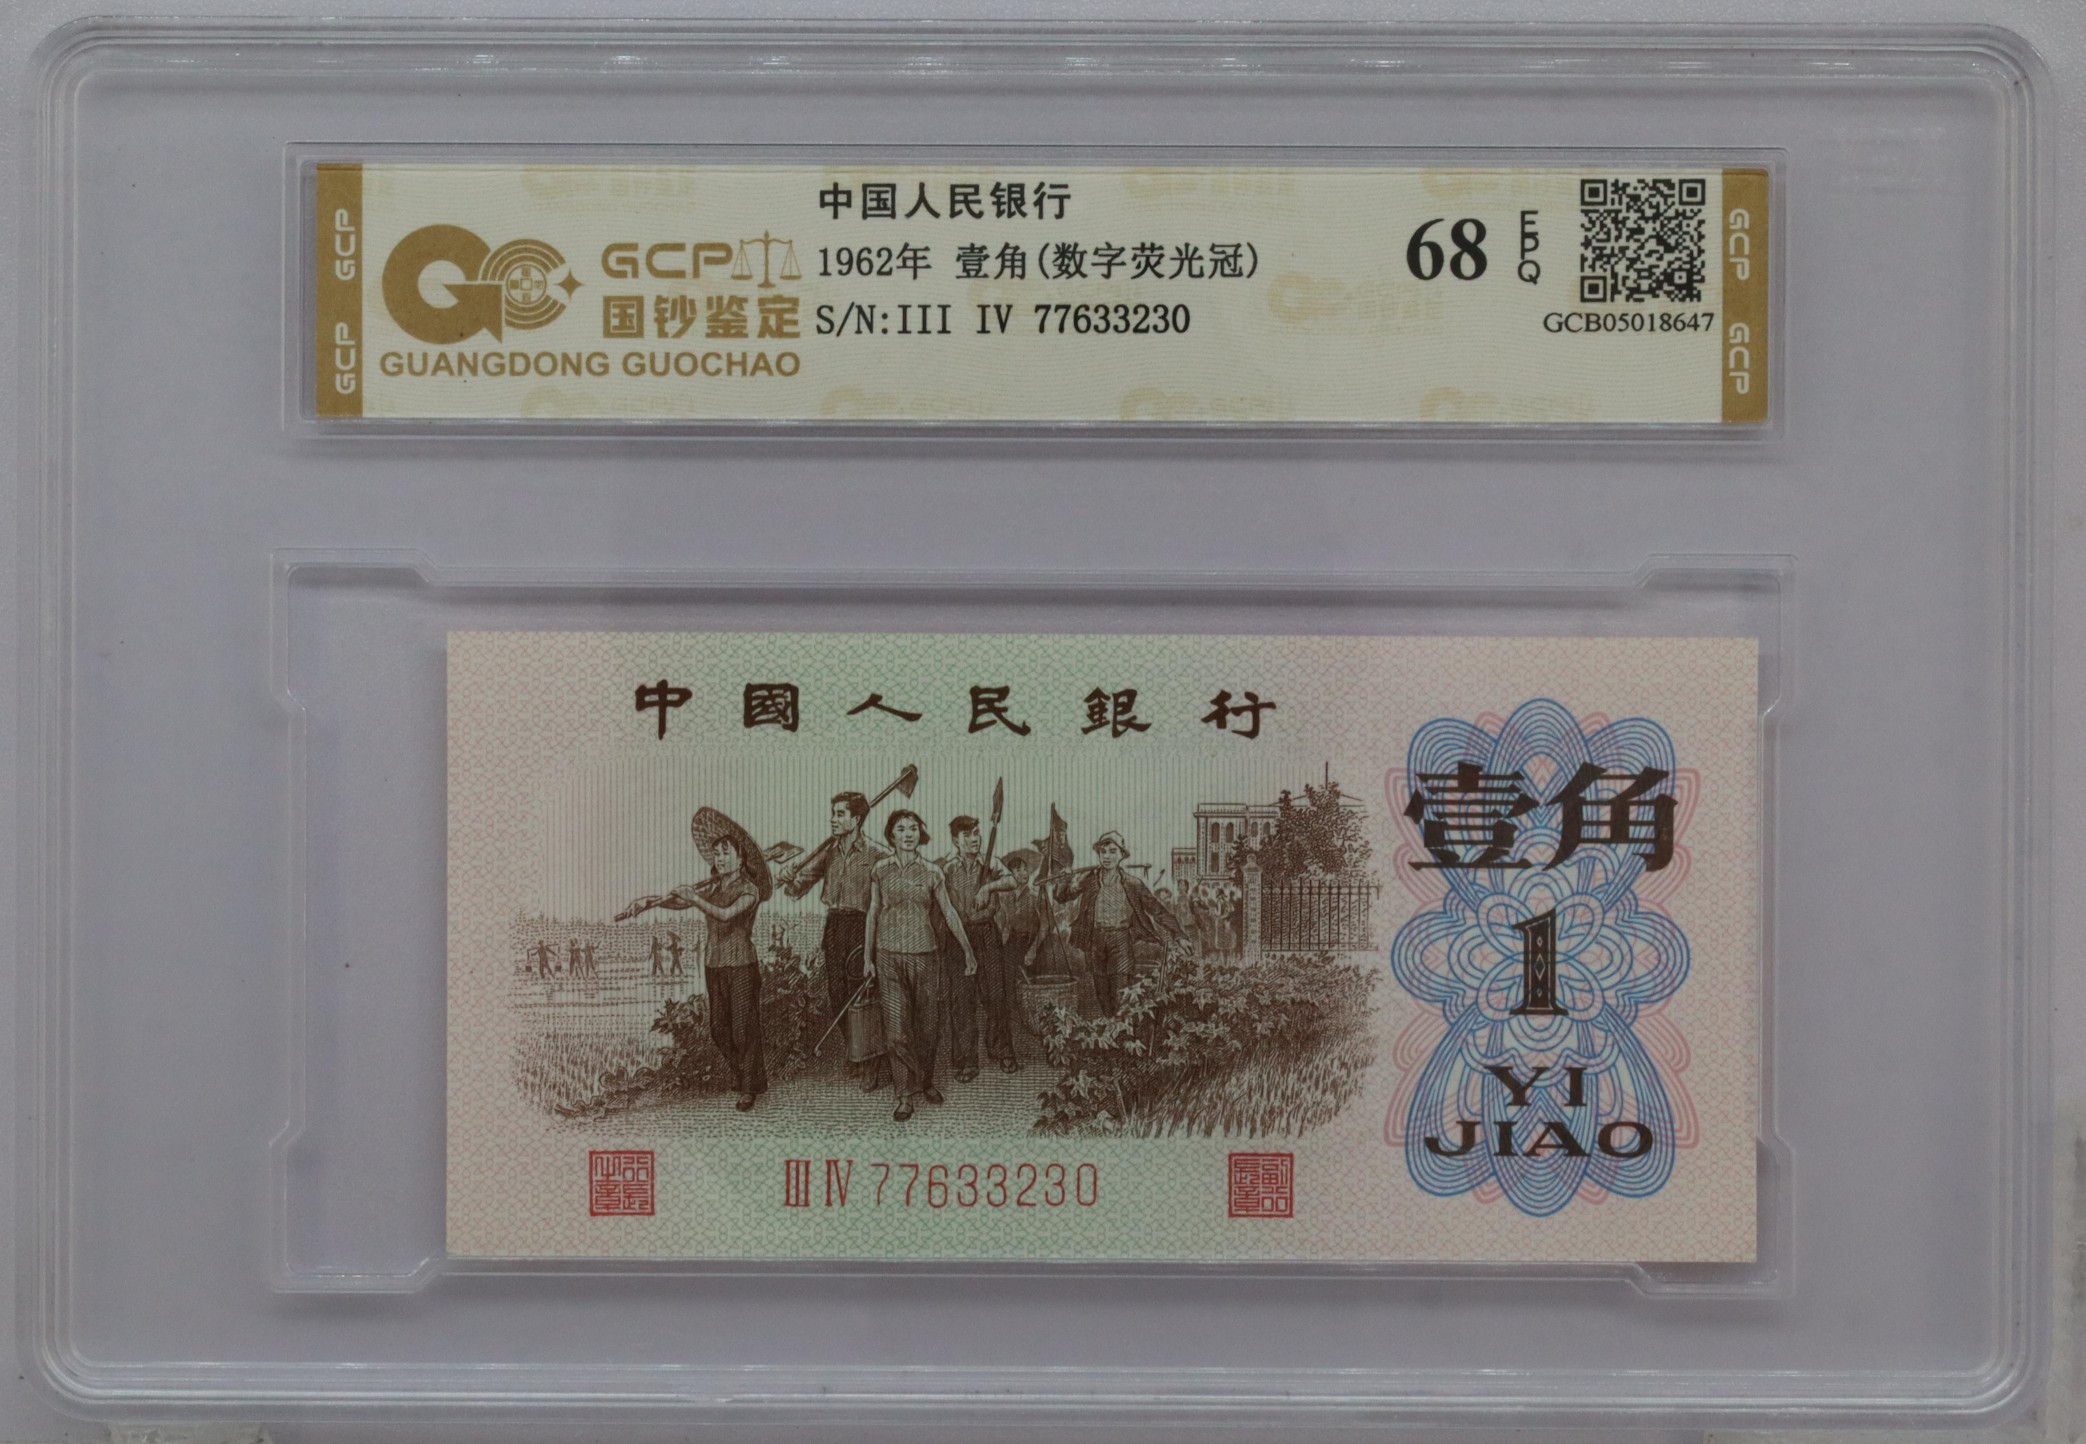 中国人民银行
GCP
国钞鉴定
GUANGDONG GUOCHAO
1962年 壹角(数字荧光冠)
S/N:III IV 77633230
68 EPQ
GCB05018647
GCP
GCP
GCP
GCP
中國人民銀行
壹角
1
YI
JIAO
III IV 77633230